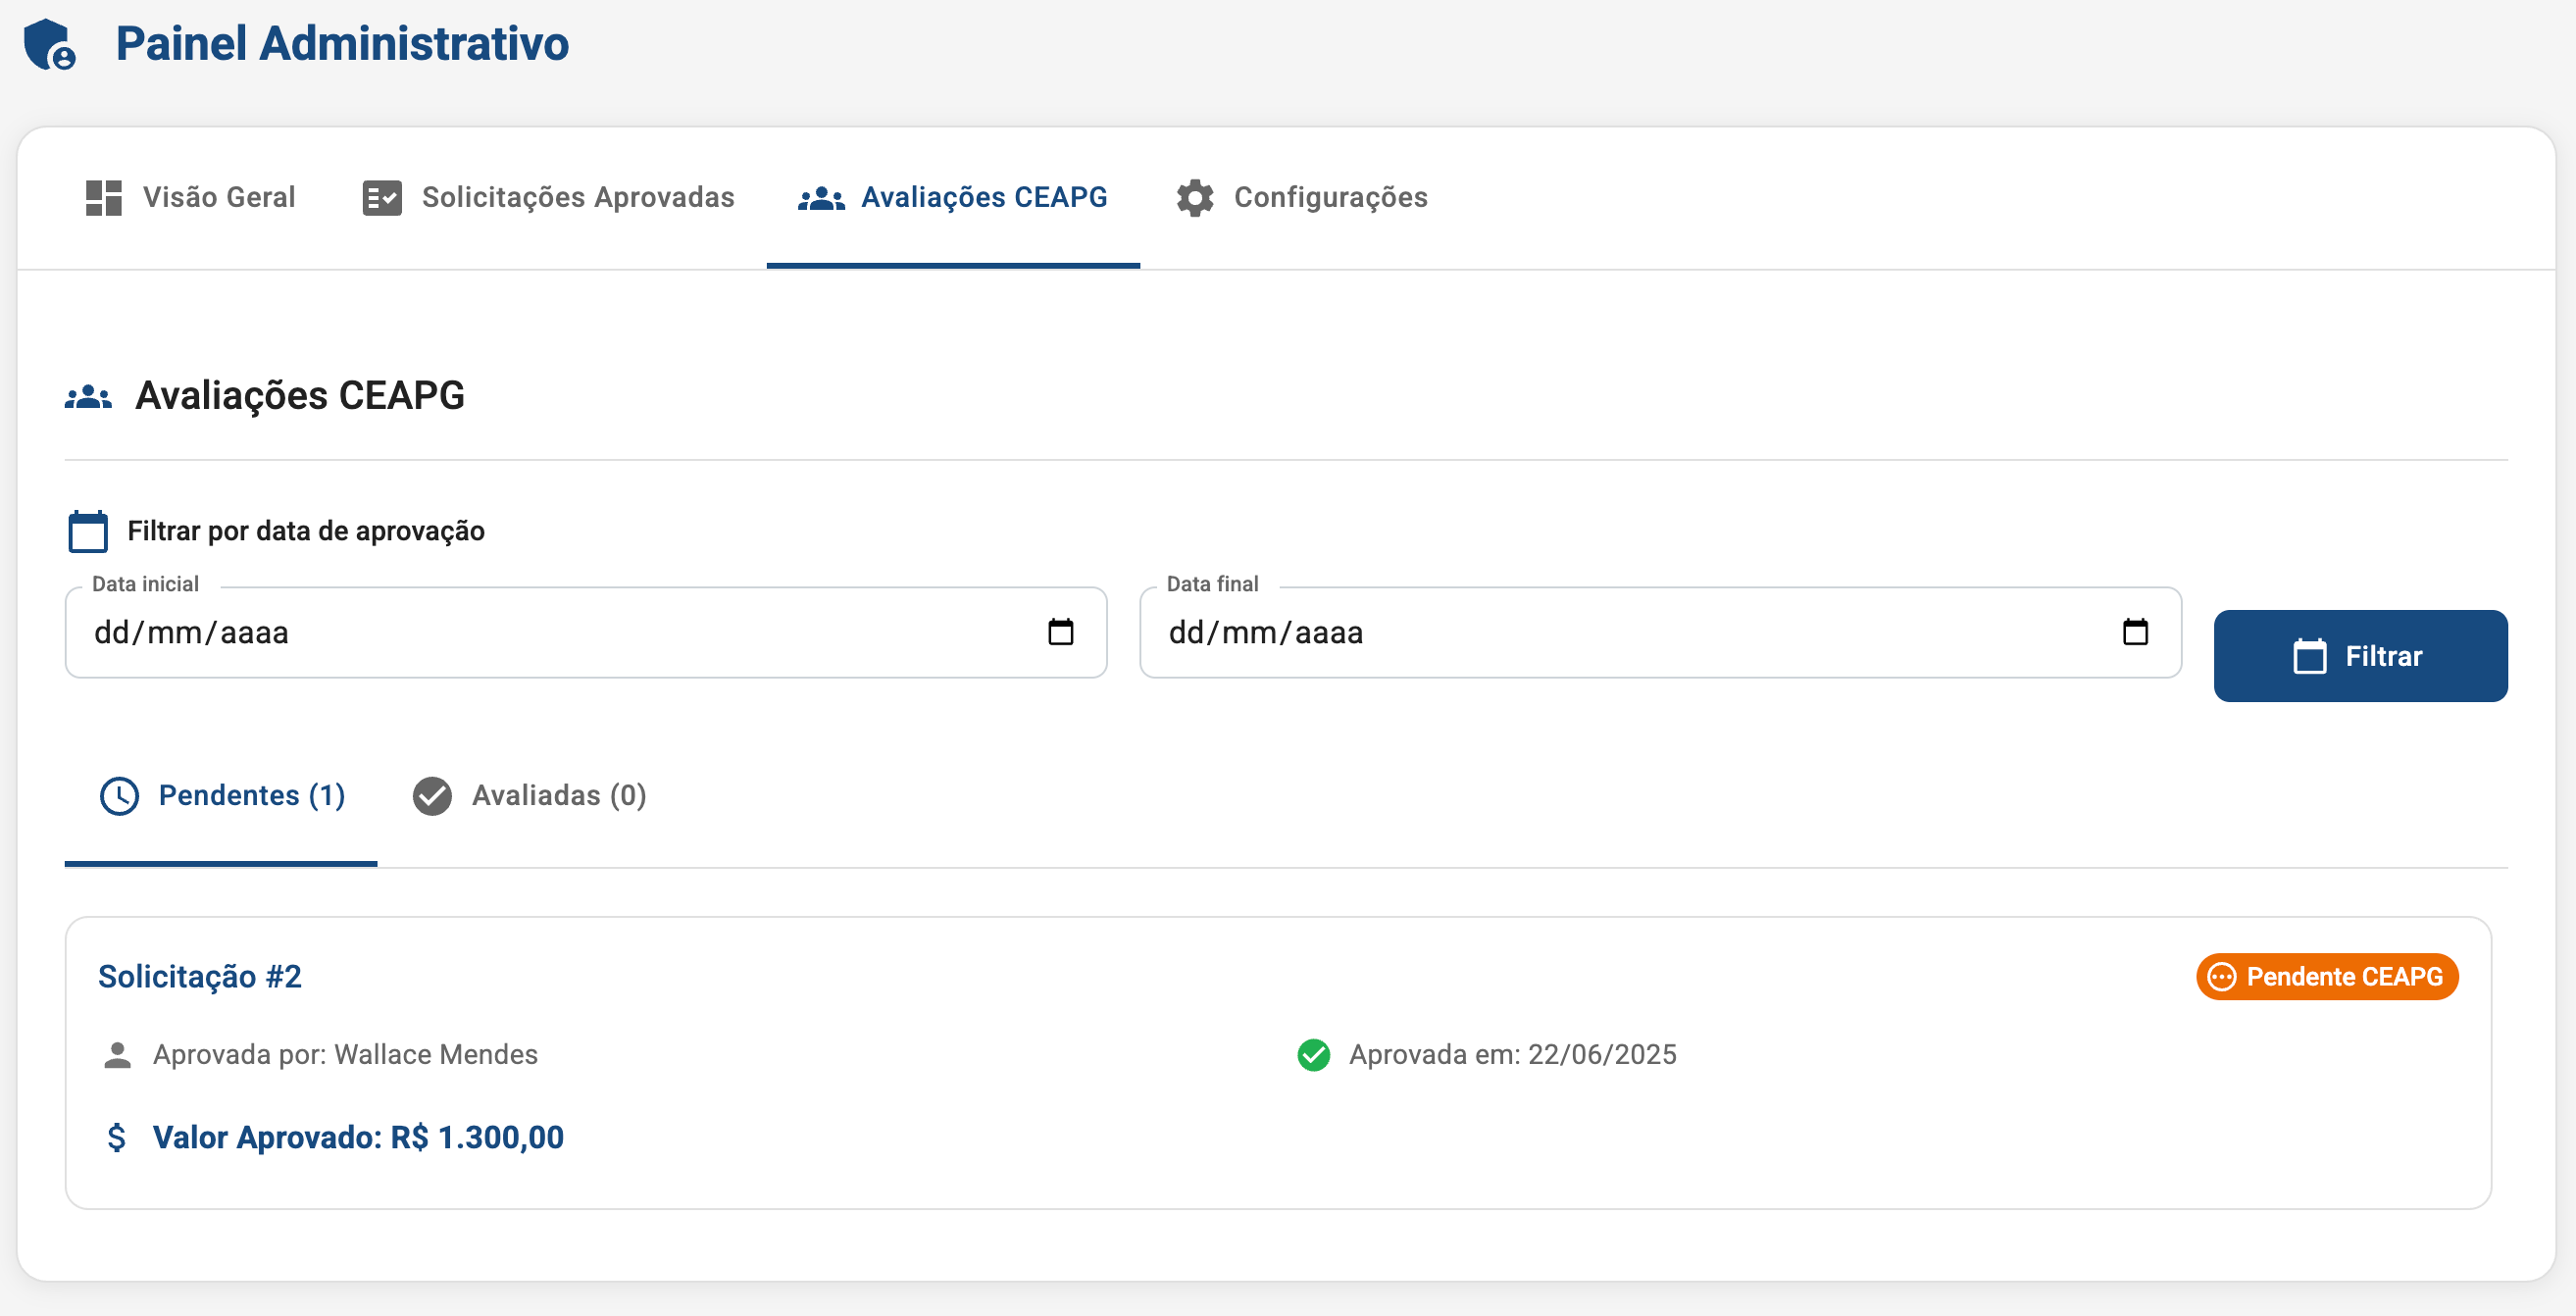 Painel Administrativo
Visão Geral
Solicitações Aprovadas
Avaliações CEAPG
Configurações
Avaliações CEAPG
Filtrar por data de aprovação
Data inicial
dd/mm/aaaa
Data final
dd/mm/aaaa
Filtrar
Pendentes (1)
Avaliadas (0)
Solicitação #2
Pendente CEAPG
Aprovada por: Wallace Mendes
Aprovada em: 22/06/2025
$ Valor Aprovado: R$ 1.300,00